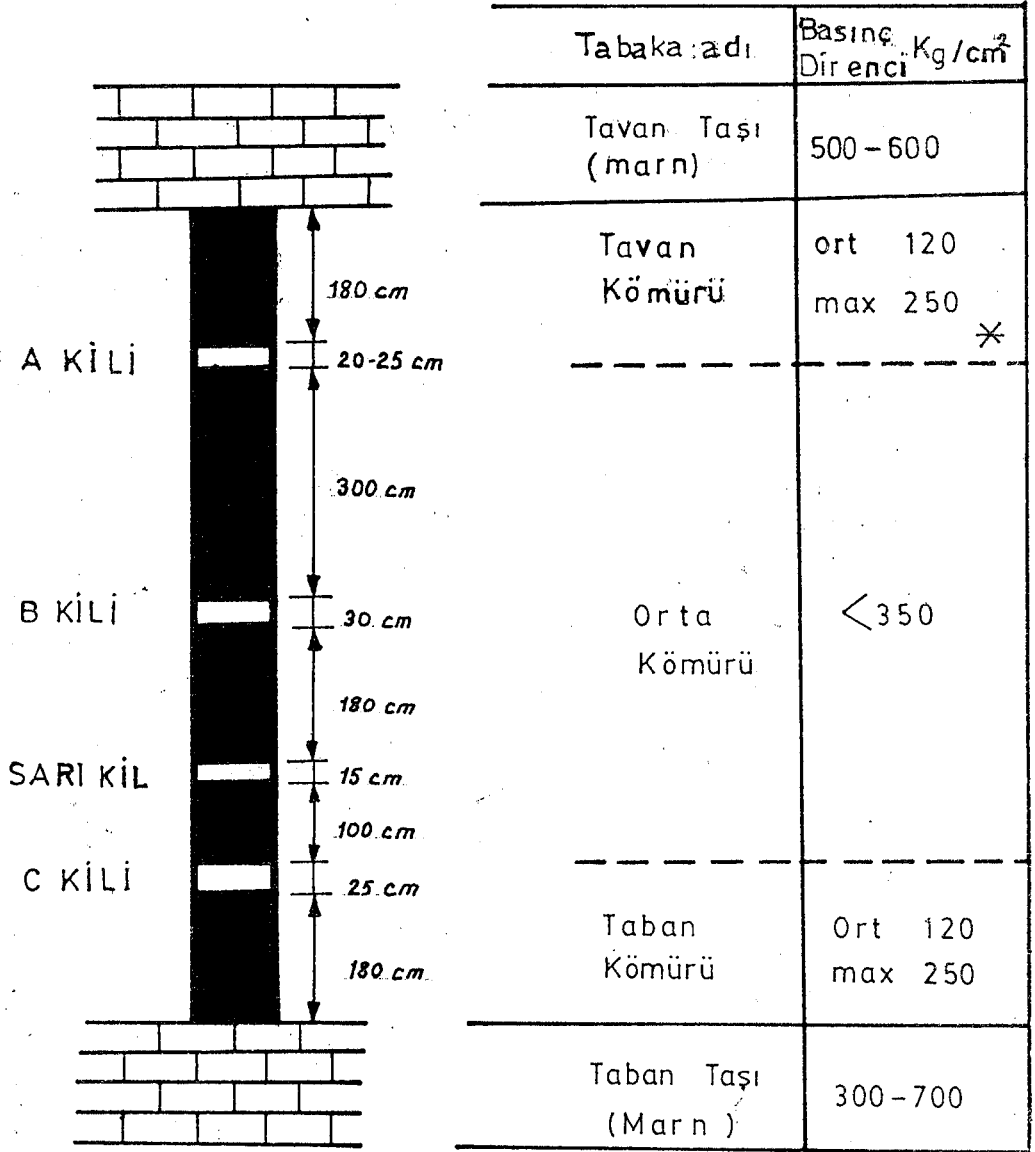 Tabaka adı
Basınç Direnci Kg/cm²
Tavan Taşı
(marn)
500-600
180 cm
Tavan
Kömürü
ort 120
max 250
*
A KİLİ
20-25 cm
300 cm
B KİLİ
30 cm
Orta
Kömürü
<350
180 cm
SARI KİL
15 cm
100 cm
C KİLİ
25 cm
180 cm
Taban
Kömürü
Ort 120
max 250
Taban Taşı
(Marn)
300-700